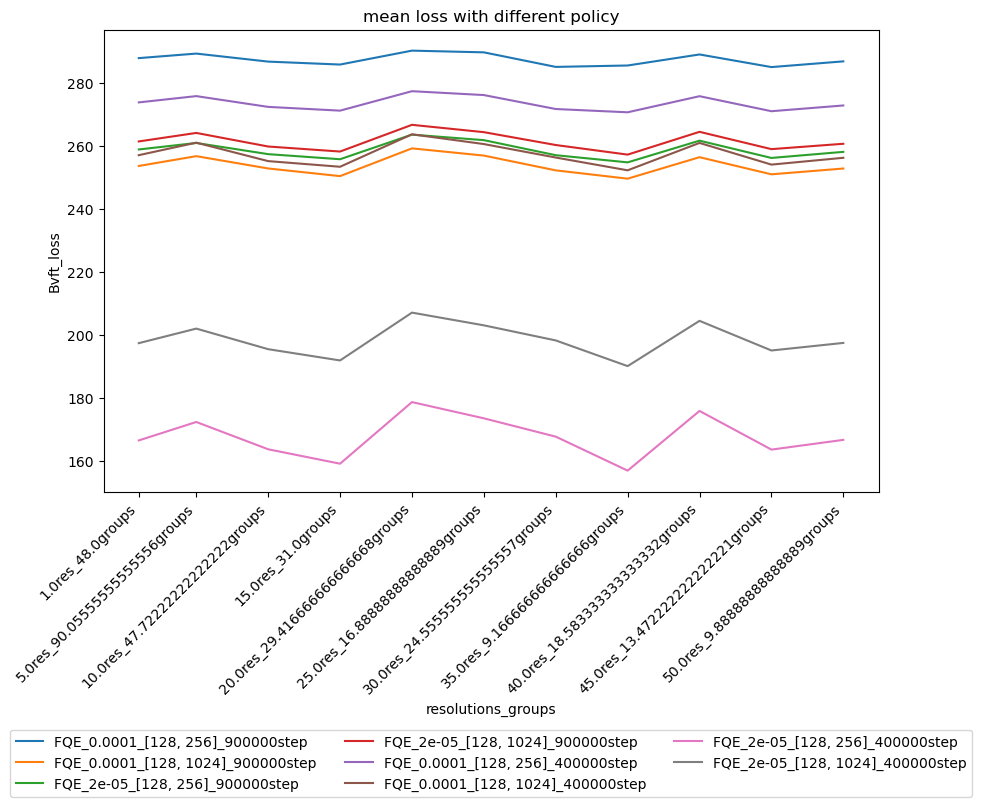 mean loss with different policy
Bvft_loss
280
260
240
220
200
180
160
1.0res_48.0groups
5.0res_90.05555555555556groups
10.0res_47.72222222222222groups
15.0res_31.0groups
20.0res_29.416666666666668groups
25.0res_16.88888888888889groups
30.0res_24.555555555555557groups
35.0res_9.166666666666666groups
40.0res_18.583333333333332groups
45.0res_13.472222222222221groups
50.0res_9.88888888888889groups
resolutions_groups
FQE_0.0001_[128, 256]_900000step
FQE_0.0001_[128, 1024]_900000step
FQE_2e-05_[128, 256]_900000step
FQE_2e-05_[128, 1024]_900000step
FQE_0.0001_[128, 256]_400000step
FQE_0.0001_[128, 1024]_400000step
FQE_2e-05_[128, 256]_400000step
FQE_2e-05_[128, 1024]_400000step